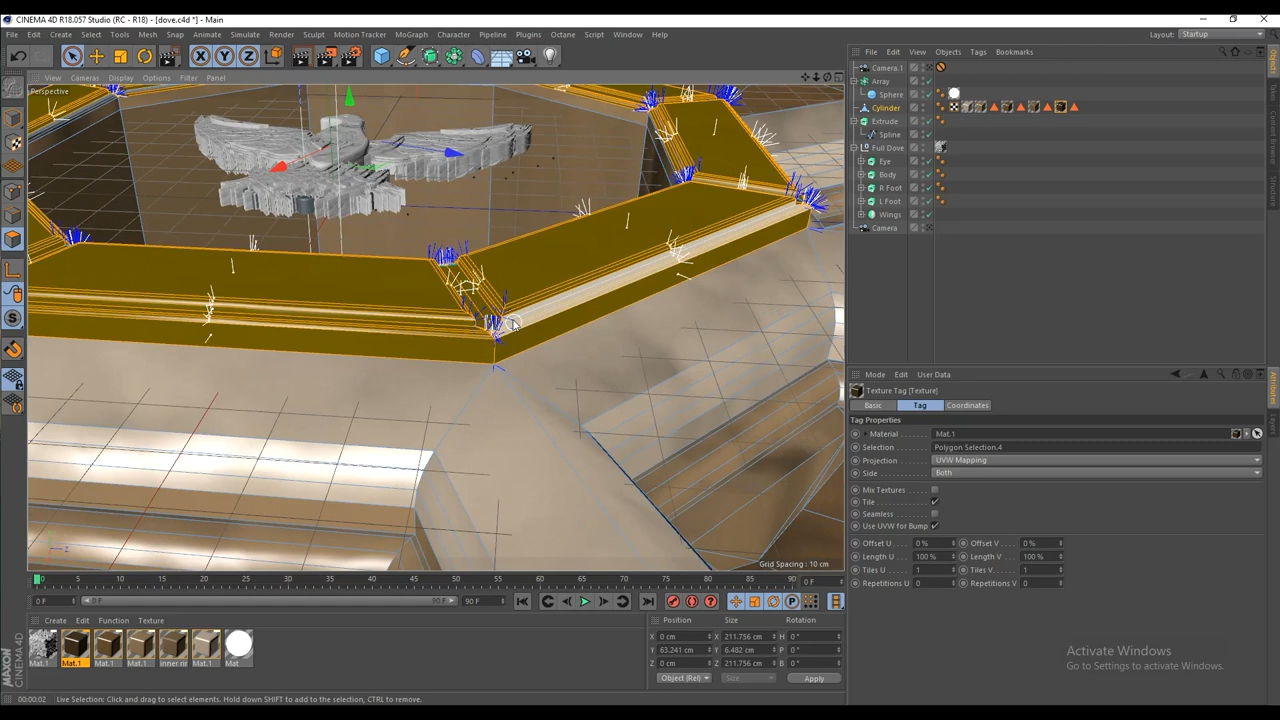 CINEMA 4D R18.057 Studio (RC - R18) - [dove.c4d *] - Main
File Edit Create Select Tools Mesh Snap Animate Simulate Render Sculpt Motion Tracker MoGraph Character Pipeline Plugins Octane Script Window Help
Layout: Startup
File Edit View Objects Tags Bookmarks
View Cameras Display Options Filter Panel
Perspective
Camera.1
Array
Sphere
Cylinder
Extrude
Spline
Full Dove
Eye
Body
R Foot
L Foot
Wings
Camera
Objects
Takes
Content Browser
Structure
Mode Edit User Data
Texture Tag [Texture]
Basic Tag Coordinates
Tag Properties
Material Mat.1
Selection Polygon Selection.4
Projection UVW Mapping
Side Both
Mix Textures
Tile
Seamless
Use UVW for Bump
Offset U 0 % Offset V 0 %
Length U 100 % Length V 100 %
Tiles U 1 Tiles V 1
Repetitions U 0 Repetitions V 0
Attributes
Layers
Z
Grid Spacing : 10 cm
0 5 10 15 20 25 30 35 40 45 50 55 60 65 70 75 80 85 90 0 F
0 F 0 F 90 F 90 F
Create Edit Function Texture
Mat.1 Mat.1 Mat.1 Mat.1 inner rir Mat.1 Mat
Position Size Rotation
X 0 cm X 211.756 cm H 0 °
Y 63.241 cm Y 6.482 cm P 0 °
Z 0 cm Z 211.756 cm B 0 °
Object (Rel) Size Apply
MAXON CINEMA 4D
Activate Windows
Go to Settings to activate Windows.
00:00:02 Live Selection: Click and drag to select elements. Hold down SHIFT to add to the selection, CTRL to remove.